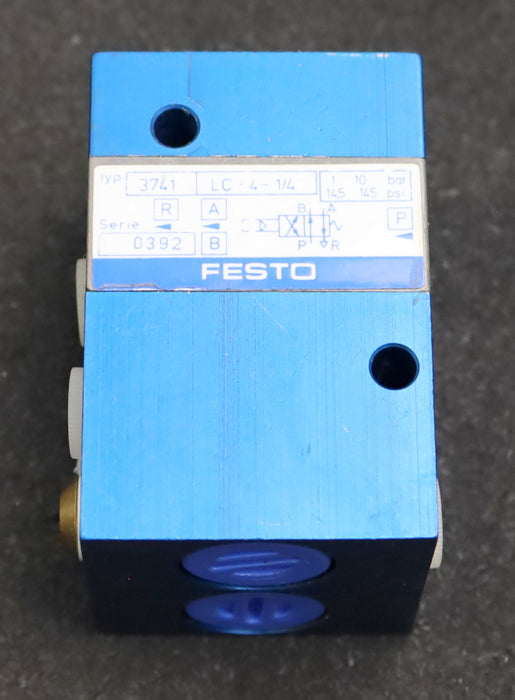 Typ 3741 LC - 4 - 1/4 1 10 bar
145 145 psi
R A B A P
Serie
0392 B P R
FESTO